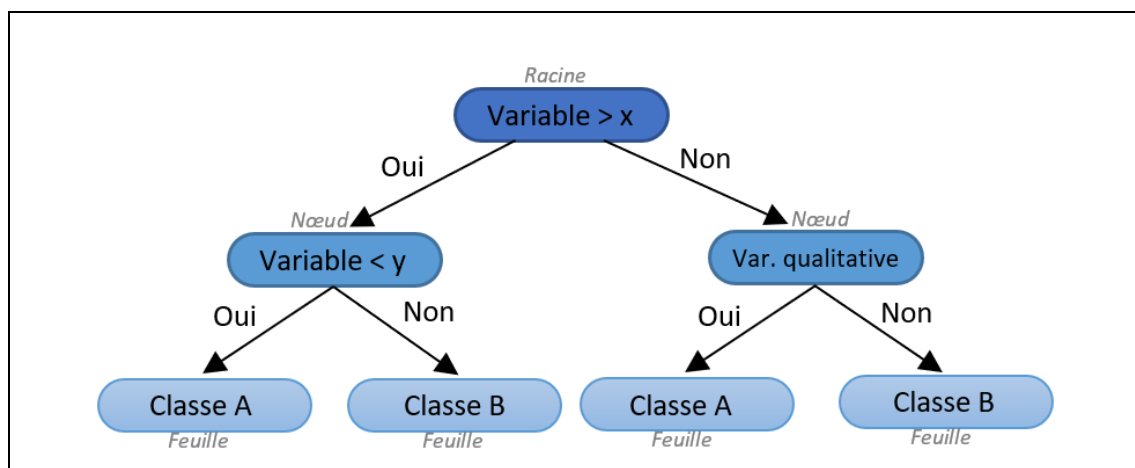 Racine
Variable > x
Oui
Non
Nœud
Nœud
Variable < y
Var. qualitative
Oui
Non
Oui
Non
Classe A
Classe B
Classe A
Classe B
Feuille
Feuille
Feuille
Feuille